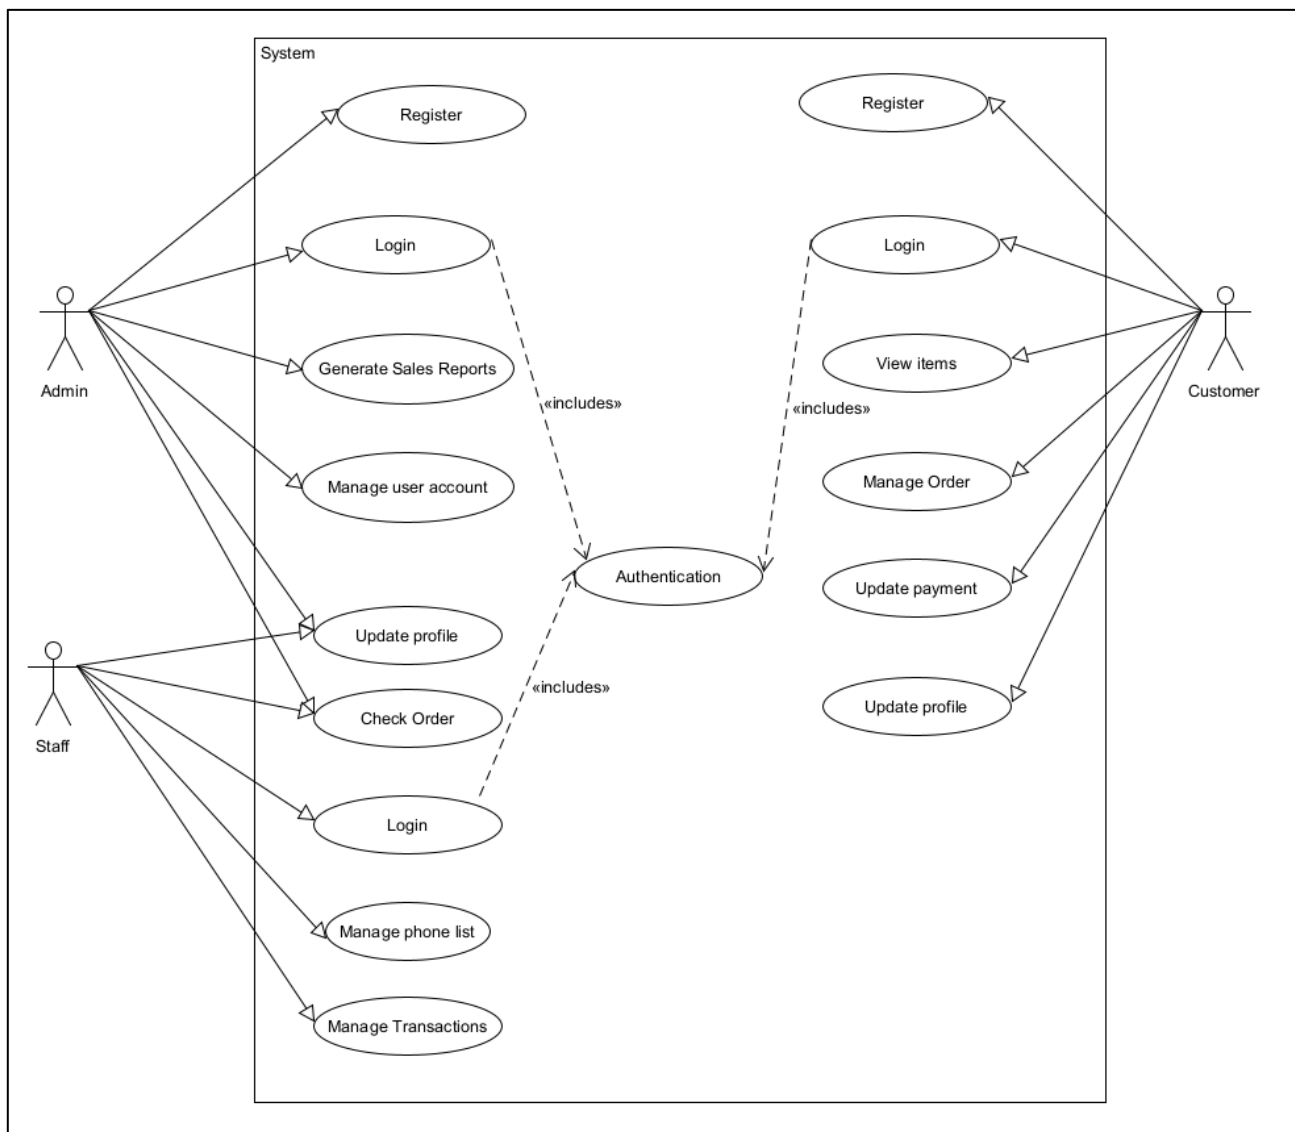 System
Register
Register
Login
Login
Generate Sales Reports
View items
Admin
Customer
«includes»
«includes»
Manage user account
Manage Order
Authentication
Update payment
Update profile
«includes»
Update profile
Check Order
Staff
Login
Manage phone list
Manage Transactions